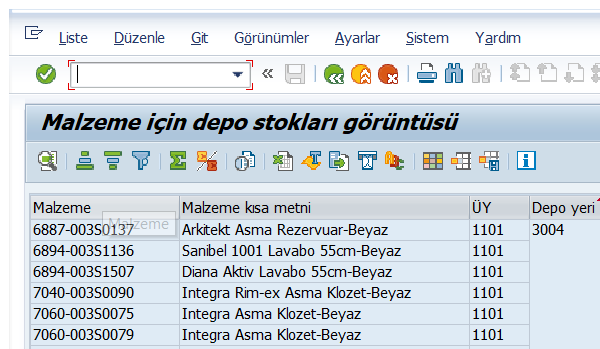 Liste Düzenle Git Görünümler Ayarlar Sistem Yardım
Malzeme için depo stokları görüntüsü
Malzeme Malzeme kısa metni ÜY Depo yeri
Malzeme
6887-003S0137 Arkitekt Asma Rezervuar-Beyaz 1101 3004
6894-003S1136 Sanibel 1001 Lavabo 55cm-Beyaz 1101
6894-003S1507 Diana Aktiv Lavabo 55cm-Beyaz 1101
7040-003S0090 Integra Rim-ex Asma Klozet-Beyaz 1101
7060-003S0075 Integra Asma Klozet-Beyaz 1101
7060-003S0079 Integra Asma Klozet-Beyaz 1101